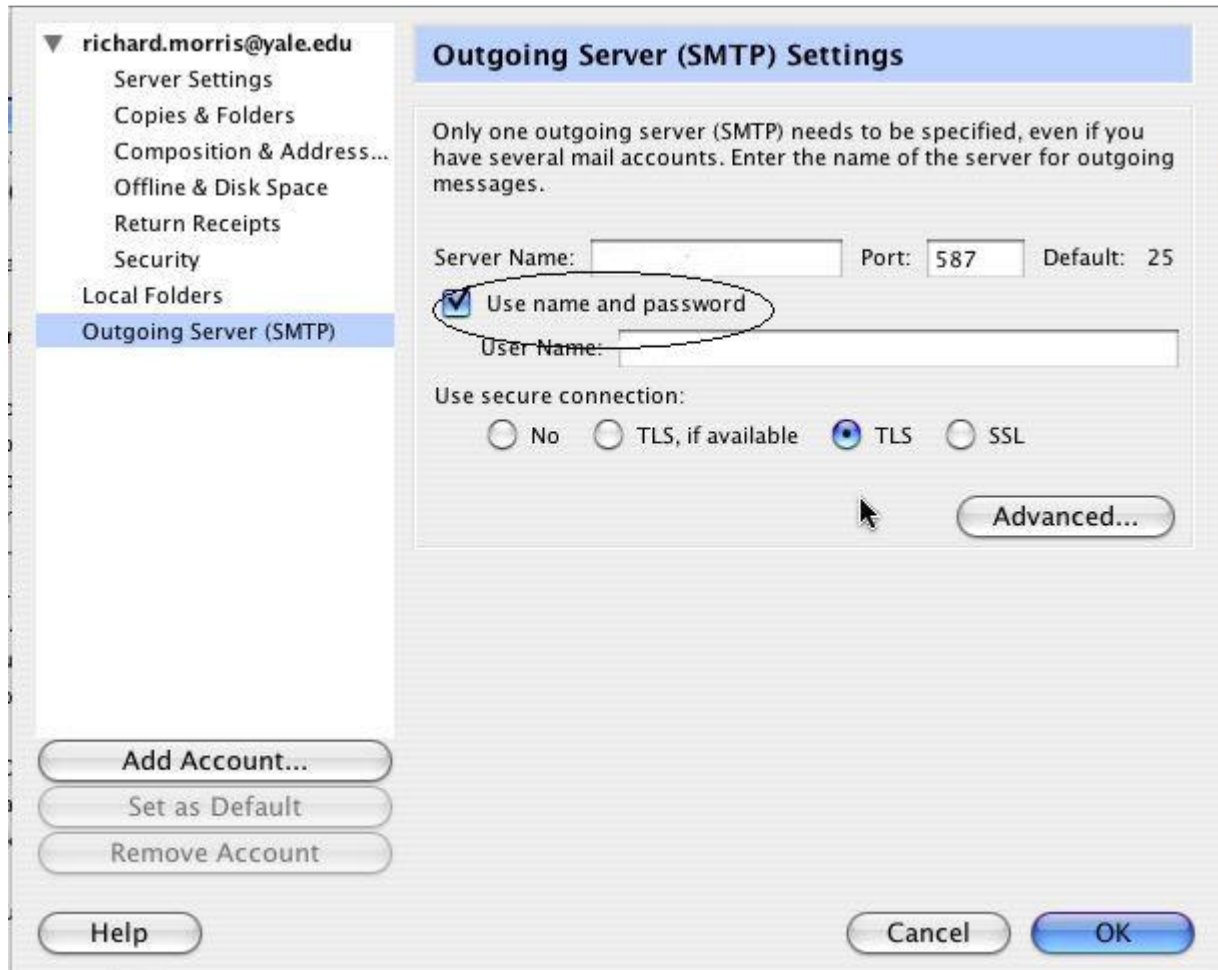 richard.morris@yale.edu
Server Settings
Copies & Folders
Composition & Address...
Offline & Disk Space
Return Receipts
Security
Local Folders
Outgoing Server (SMTP)
Add Account...
Set as Default
Remove Account
Outgoing Server (SMTP) Settings
Only one outgoing server (SMTP) needs to be specified, even if you
have several mail accounts. Enter the name of the server for outgoing
messages.
Server Name: Port: 587 Default: 25
Use name and password
User Name:
Use secure connection:
No TLS, if available TLS SSL
Advanced...
Help Cancel OK